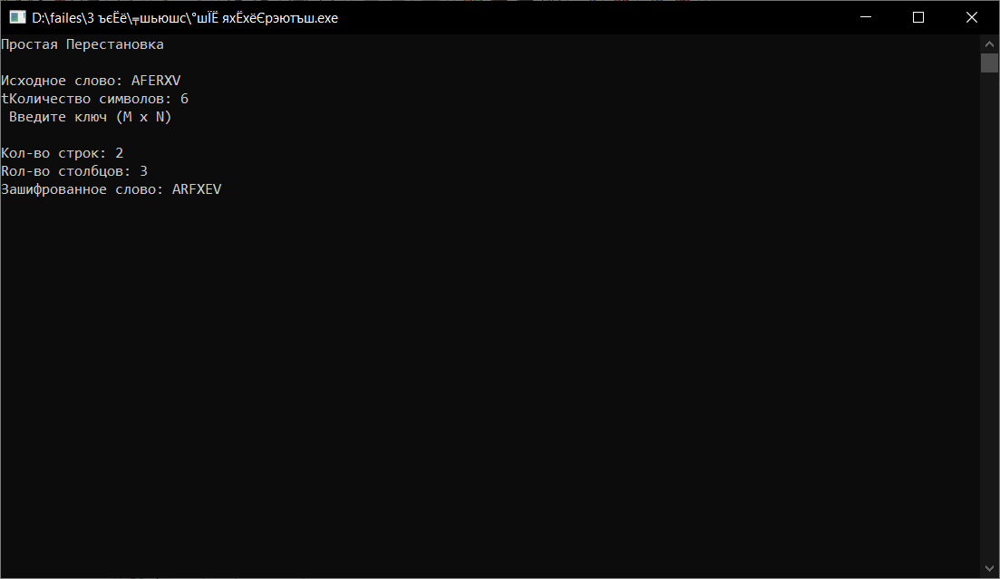 D:\failes\3 ъєЁё\╤шьюшс\°шЇЁ яхЁхёЄрэютъш.exe
Простая Перестановка
Исходное слово: AFERXV
tКоличество символов: 6
Введите ключ (M x N)
Кол-во строк: 2
Rол-во столбцов: 3
Зашифрованное слово: ARFXEV